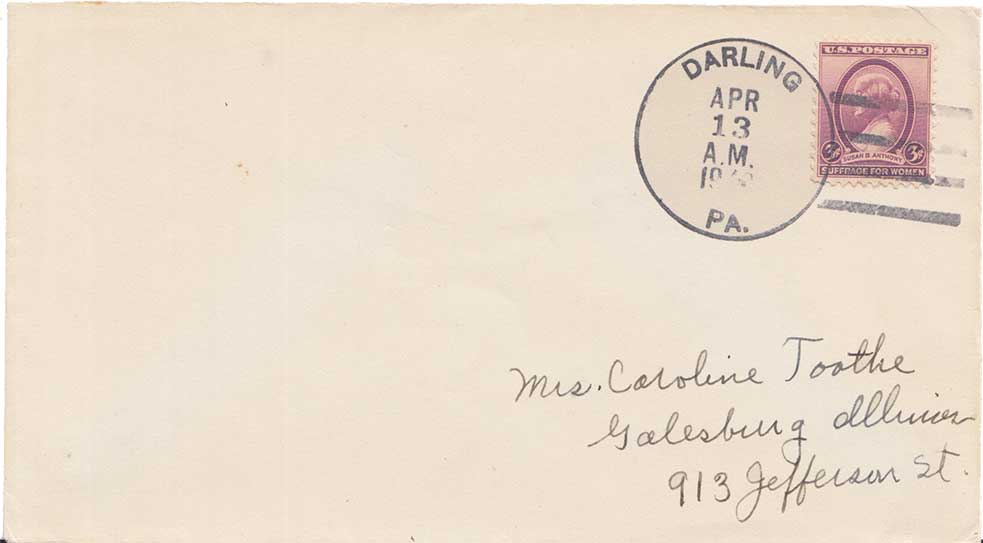 DARLING
APR
13
A.M.
PA.
U.S. POSTAGE
3¢
SUSAN B. ANTHONY
SUFFRAGE FOR WOMEN
Mrs. Caroline Toothe
Galesburg Illinois
913 Jefferson St.